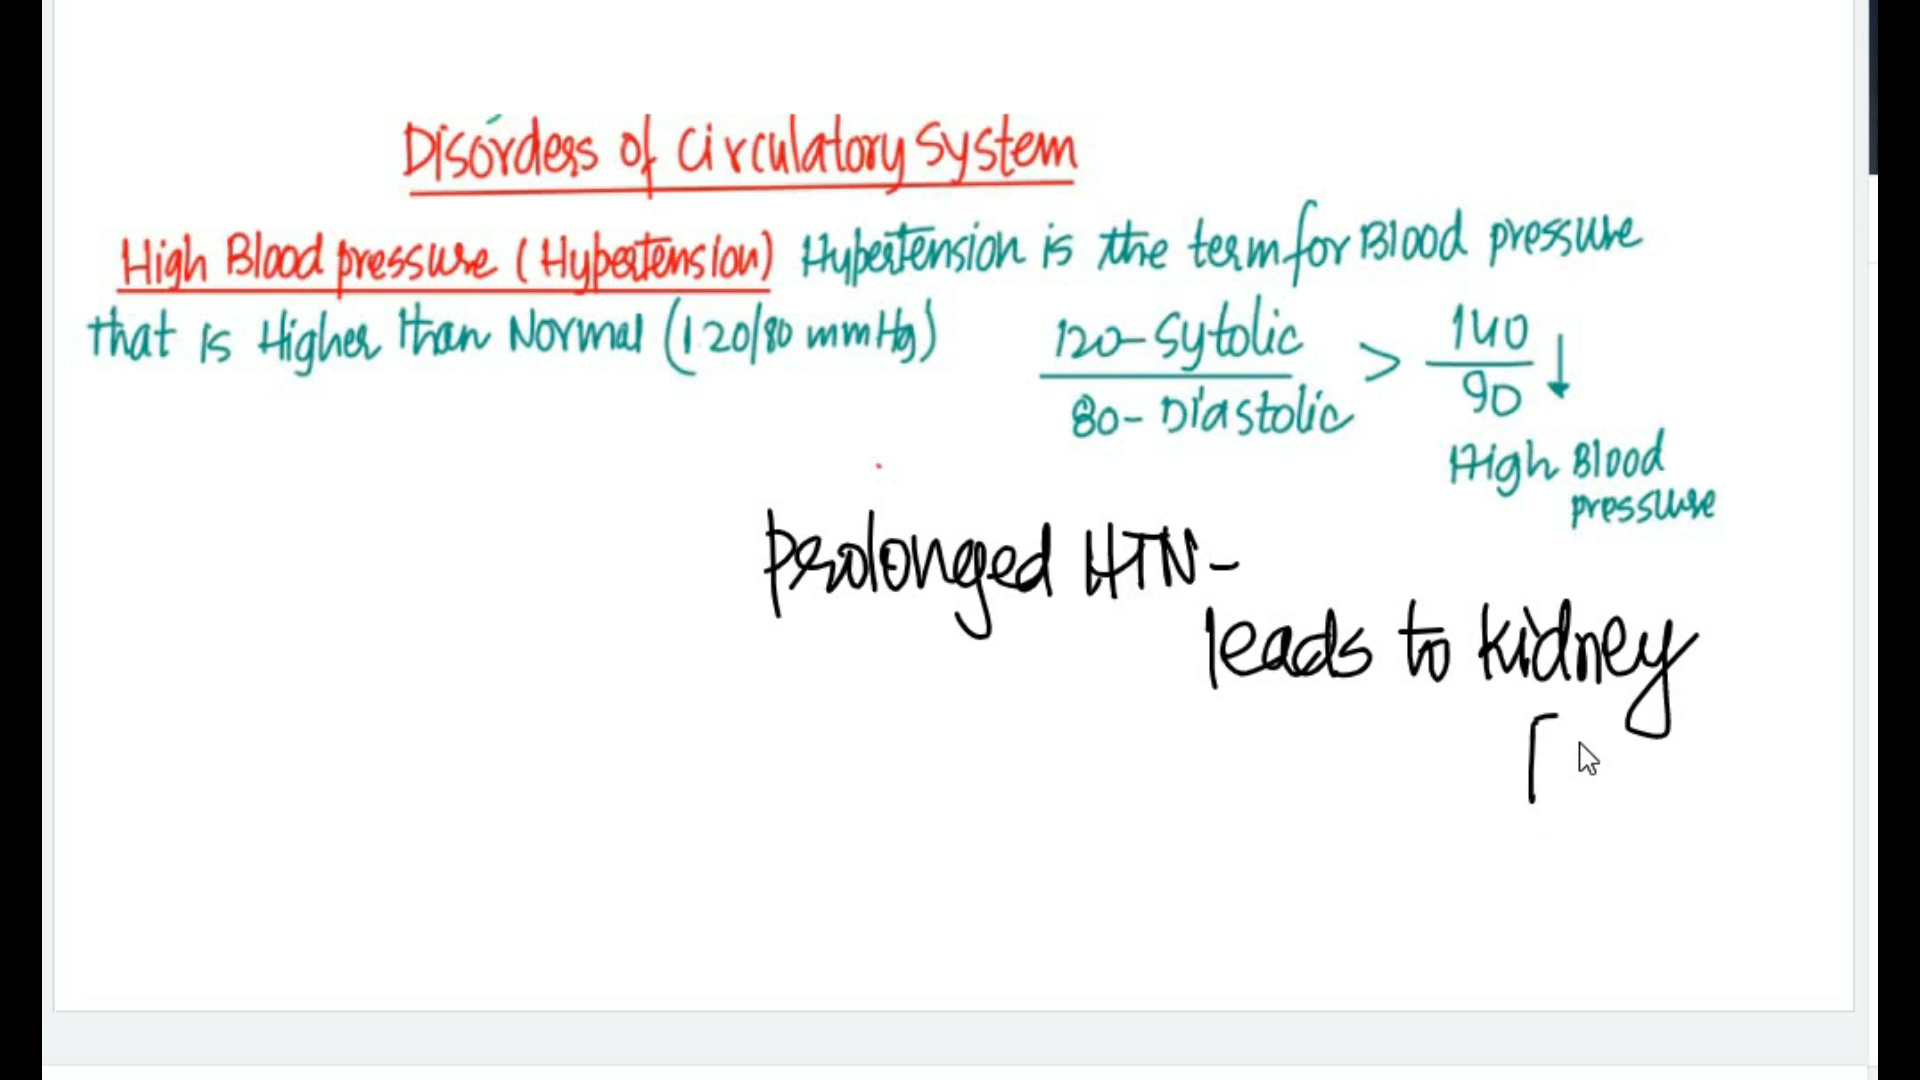 Disorders of Circulatory System
High Blood pressure (Hypertension) Hypertension is the term for Blood pressure
that is Higher than Normal (120/80 mmHg)
120-Sytolic
80-Diastolic
> 140
90 ↓
High Blood
pressure
prolonged HTN-
leads to kidney